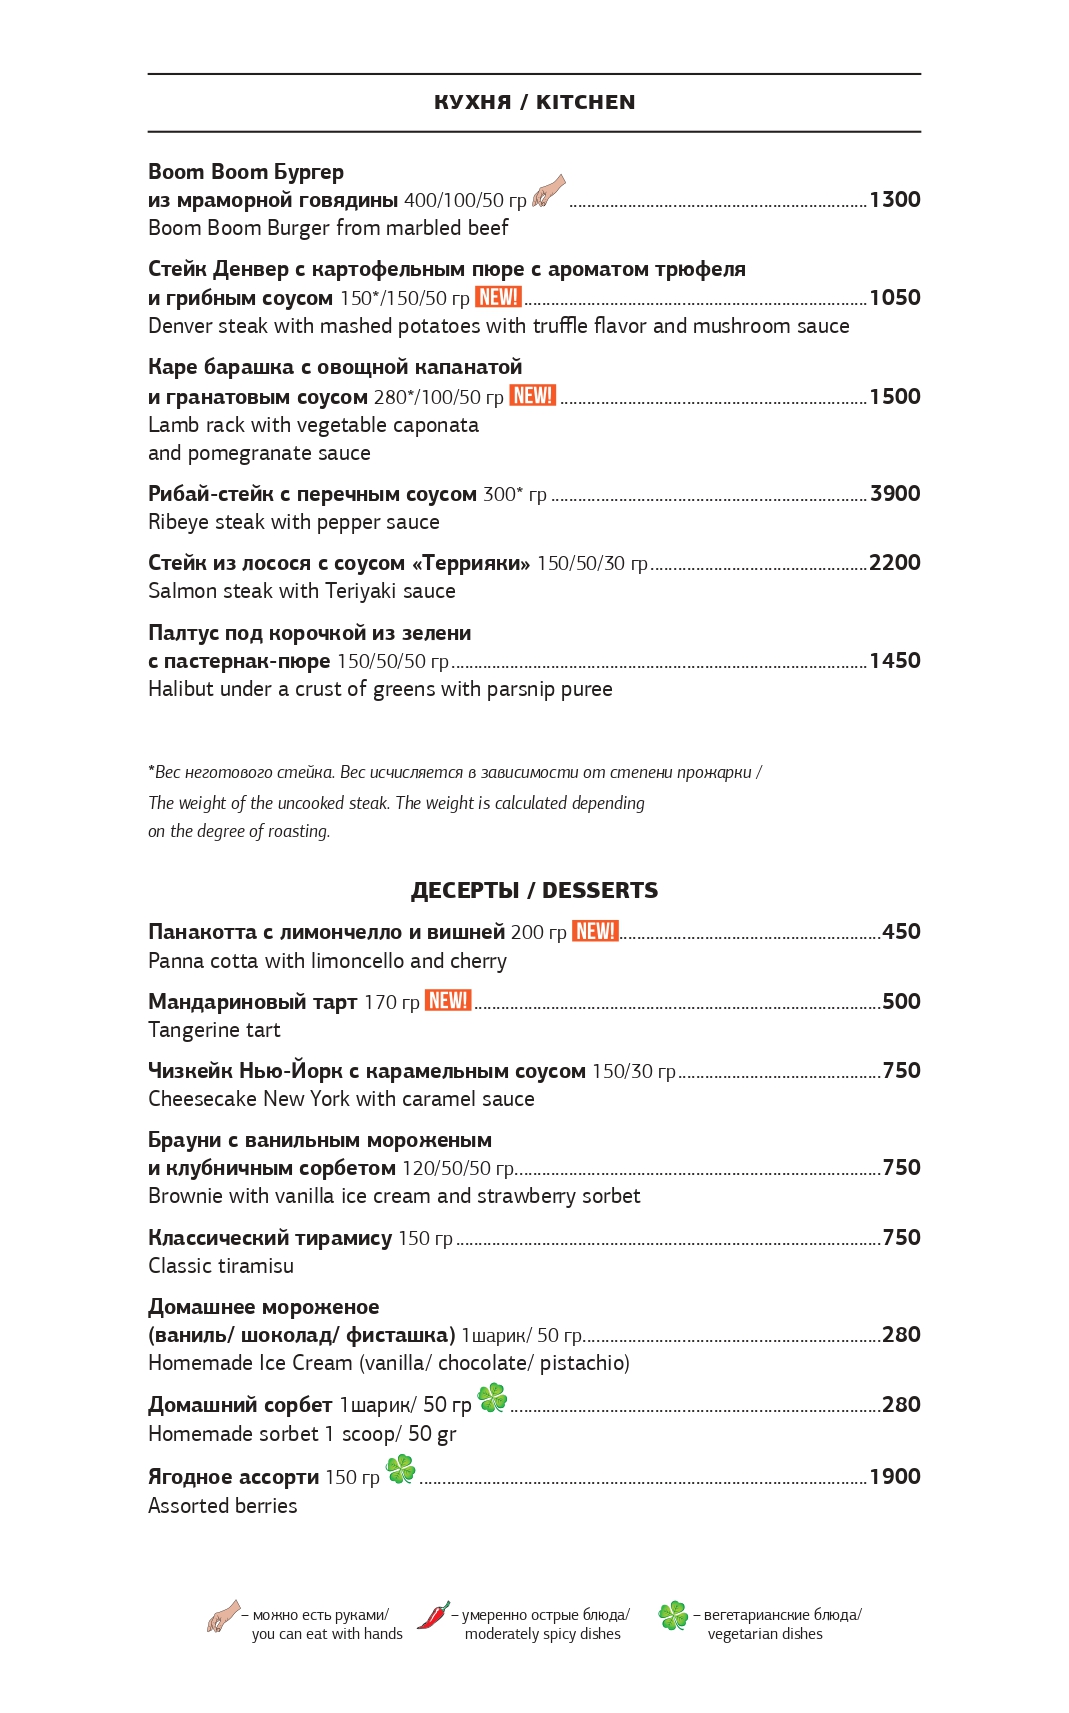 КУХНЯ / KITCHEN
Boom Boom Бургер
из мраморной говядины 400/100/50 гр ........ 1300
Boom Boom Burger from marbled beef
Стейк Денвер с картофельным пюре с ароматом трюфеля
и грибным соусом 150*/150/50 гр NEW! ........ 1050
Denver steak with mashed potatoes with truffle flavor and mushroom sauce
Каре барашка с овощной капанатой
и гранатовым соусом 280*/100/50 гр NEW! ........ 1500
Lamb rack with vegetable caponata
and pomegranate sauce
Рибай-стейк с перечным соусом 300* гр ........ 3900
Ribeye steak with pepper sauce
Стейк из лосося с соусом «Террияки» 150/50/30 гр ........ 2200
Salmon steak with Teriyaki sauce
Палтус под корочкой из зелени
с пастернак-пюре 150/50/50 гр ........ 1450
Halibut under a crust of greens with parsnip puree
*Вес неготового стейка. Вес исчисляется в зависимости от степени прожарки /
The weight of the uncooked steak. The weight is calculated depending
on the degree of roasting.
ДЕСЕРТЫ / DESSERTS
Панакотта с лимончелло и вишней 200 гр NEW! ........ 450
Panna cotta with limoncello and cherry
Мандариновый тарт 170 гр NEW! ........ 500
Tangerine tart
Чизкейк Нью-Йорк с карамельным соусом 150/30 гр ........ 750
Cheesecake New York with caramel sauce
Брауни с ванильным мороженым
и клубничным сорбетом 120/50/50 гр ........ 750
Brownie with vanilla ice cream and strawberry sorbet
Классический тирамису 150 гр ........ 750
Classic tiramisu
Домашнее мороженое
(ваниль/ шоколад/ фисташка) 1шарик/ 50 гр ........ 280
Homemade Ice Cream (vanilla/ chocolate/ pistachio)
Домашний сорбет 1шарик/ 50 гр ........ 280
Homemade sorbet 1 scoop/ 50 gr
Ягодное ассорти 150 гр ........ 1900
Assorted berries
– можно есть руками/ – умеренно острые блюда/ – вегетарианские блюда/
you can eat with hands moderately spicy dishes vegetarian dishes